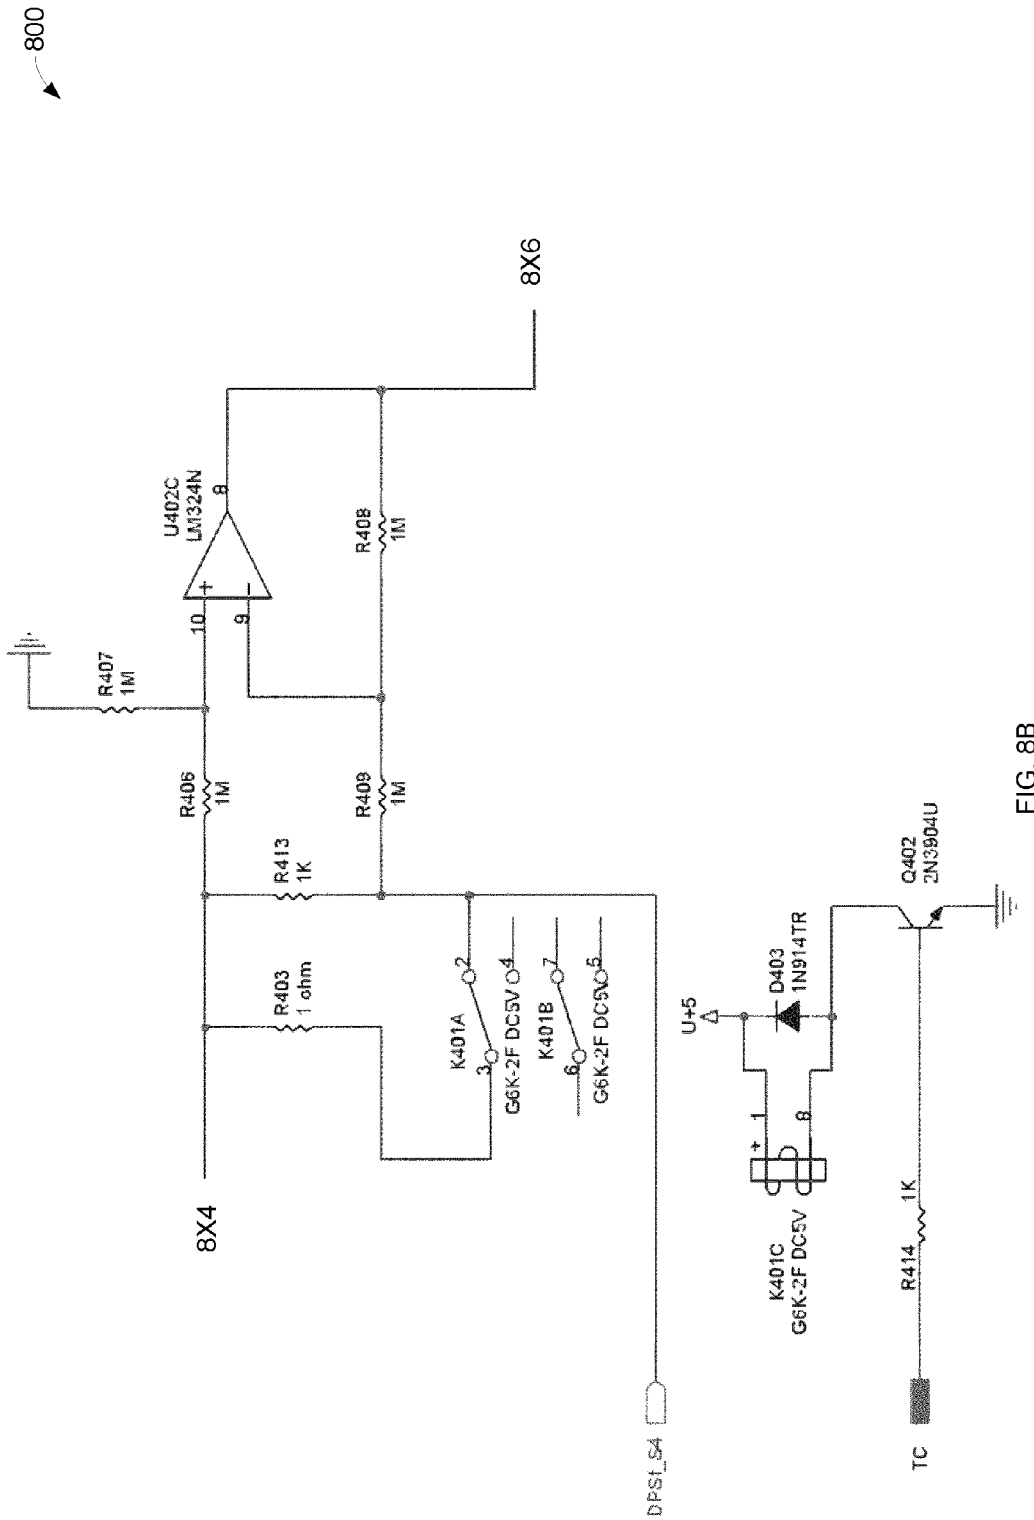 800
8X6
U402C
LM324N
8
10
+
9
−
R408
1M
R407
1M
R406
1M
R409
1M
R413
1K
R403
1 ohm
8X4
K401A
G6K-2F DC5V
2
3
4
K401B
G6K-2F DC5V
7
6
5
DPS1_S4
U+5
D403
1N914TR
1
+
8
K401C
G6K-2F DC5V
Q402
2N3904U
R414
1K
TC
FIG. 8B